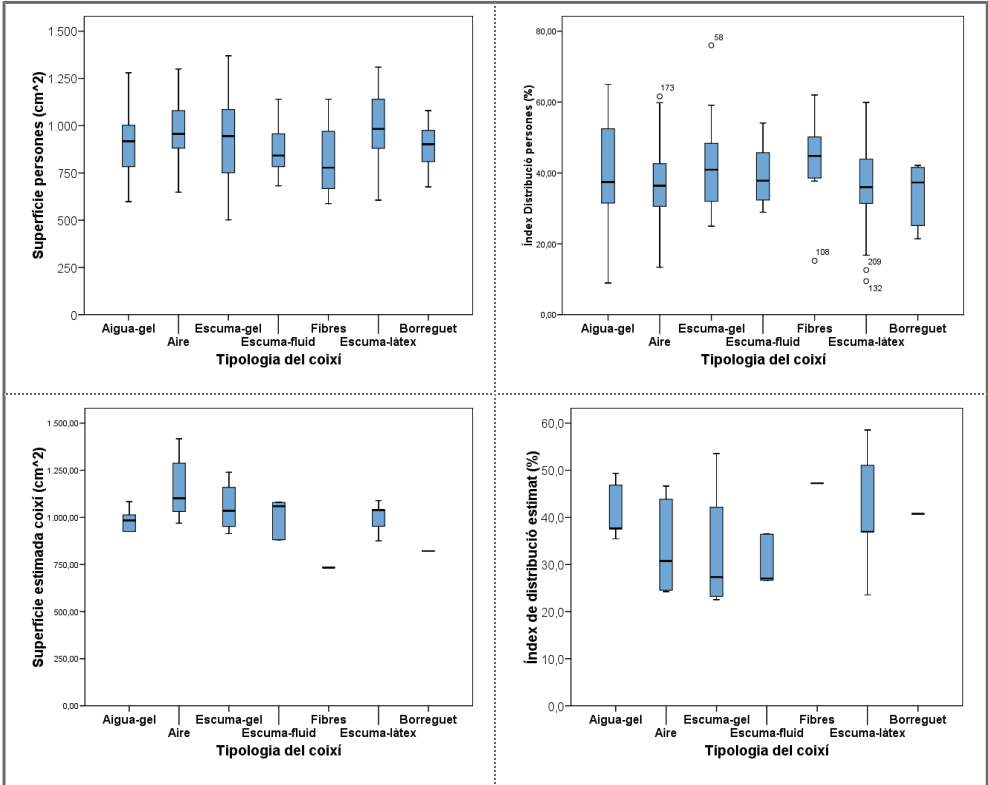 Superfície persones (cm^2)
1.500
1.250
1.000
750
500
250
0
Aigua-gel
Aire
Escuma-gel
Escuma-fluid
Fibres
Escuma-làtex
Borreguet
Tipologia del coixí
Índex Distribució persones (%)
80,00
60,00
40,00
20,00
,00
173
58
108
209
132
Aigua-gel
Aire
Escuma-gel
Escuma-fluid
Fibres
Escuma-làtex
Borreguet
Tipologia del coixí
Superfície estimada coixí (cm^2)
1.500,00
1.250,00
1.000,00
750,00
500,00
250,00
,00
Aigua-gel
Aire
Escuma-gel
Escuma-fluid
Fibres
Escuma-làtex
Borreguet
Tipologia del coixí
Índex de distribució estimat (%)
60,0
50,0
40,0
30,0
20,0
10,0
,0
Aigua-gel
Aire
Escuma-gel
Escuma-fluid
Fibres
Escuma-làtex
Borreguet
Tipologia del coixí